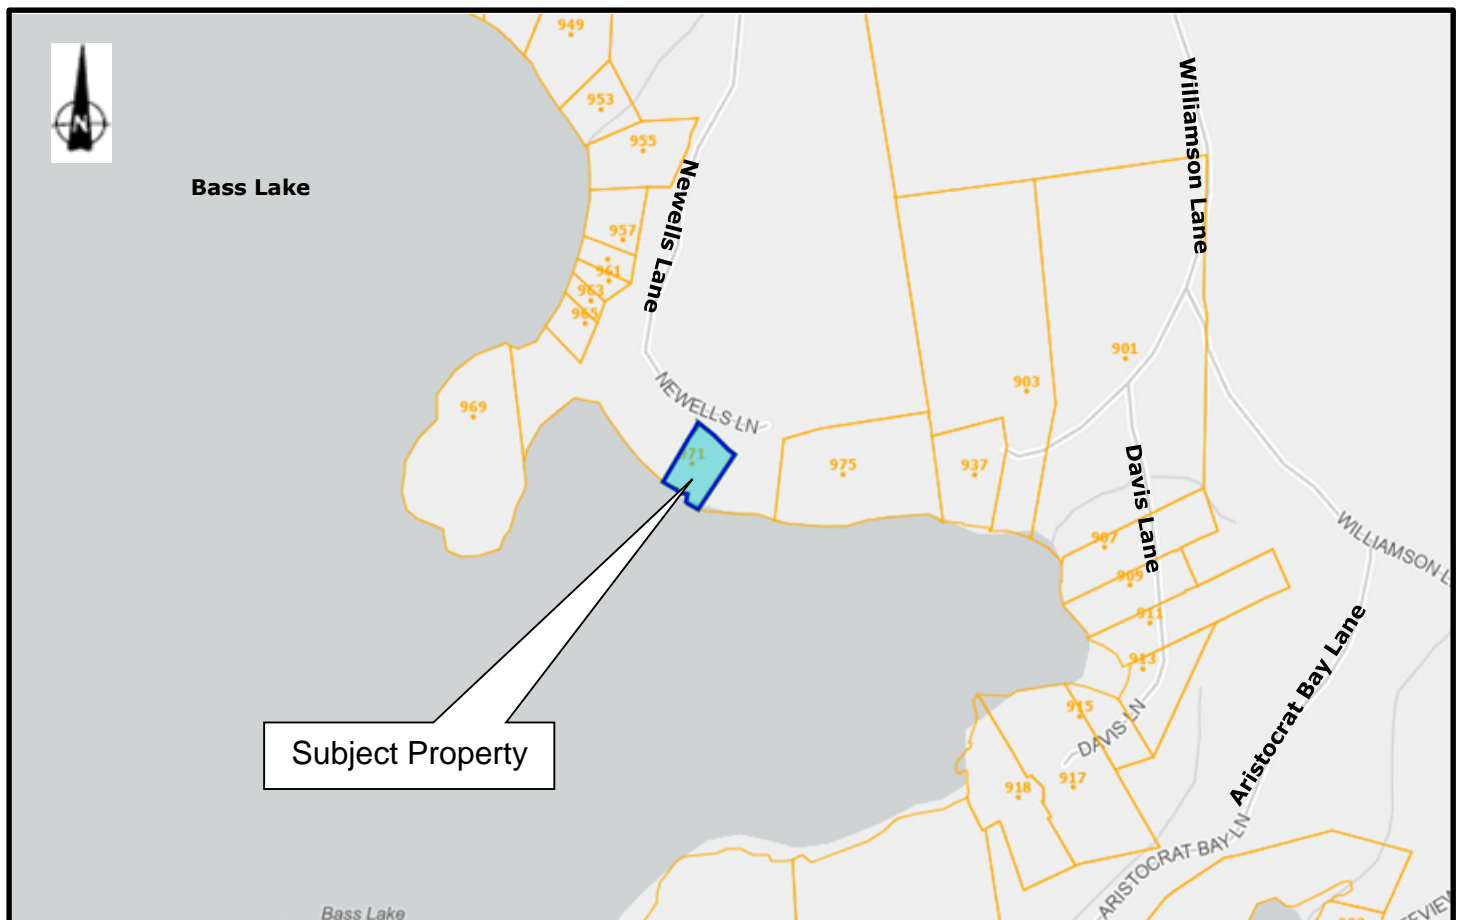 949
953
N
955
Williamson Lane
Bass Lake
Newells Lane
957
961
963
965
901
903
969
NEWELLS LN
971
975
937
Davis Lane
907
WILLIAMSON L
909
911
Aristocrat Bay Lane
913
915
DAVIS LN
Subject Property
917
918
ARISTOCRAT BAY LN
Bass Lake